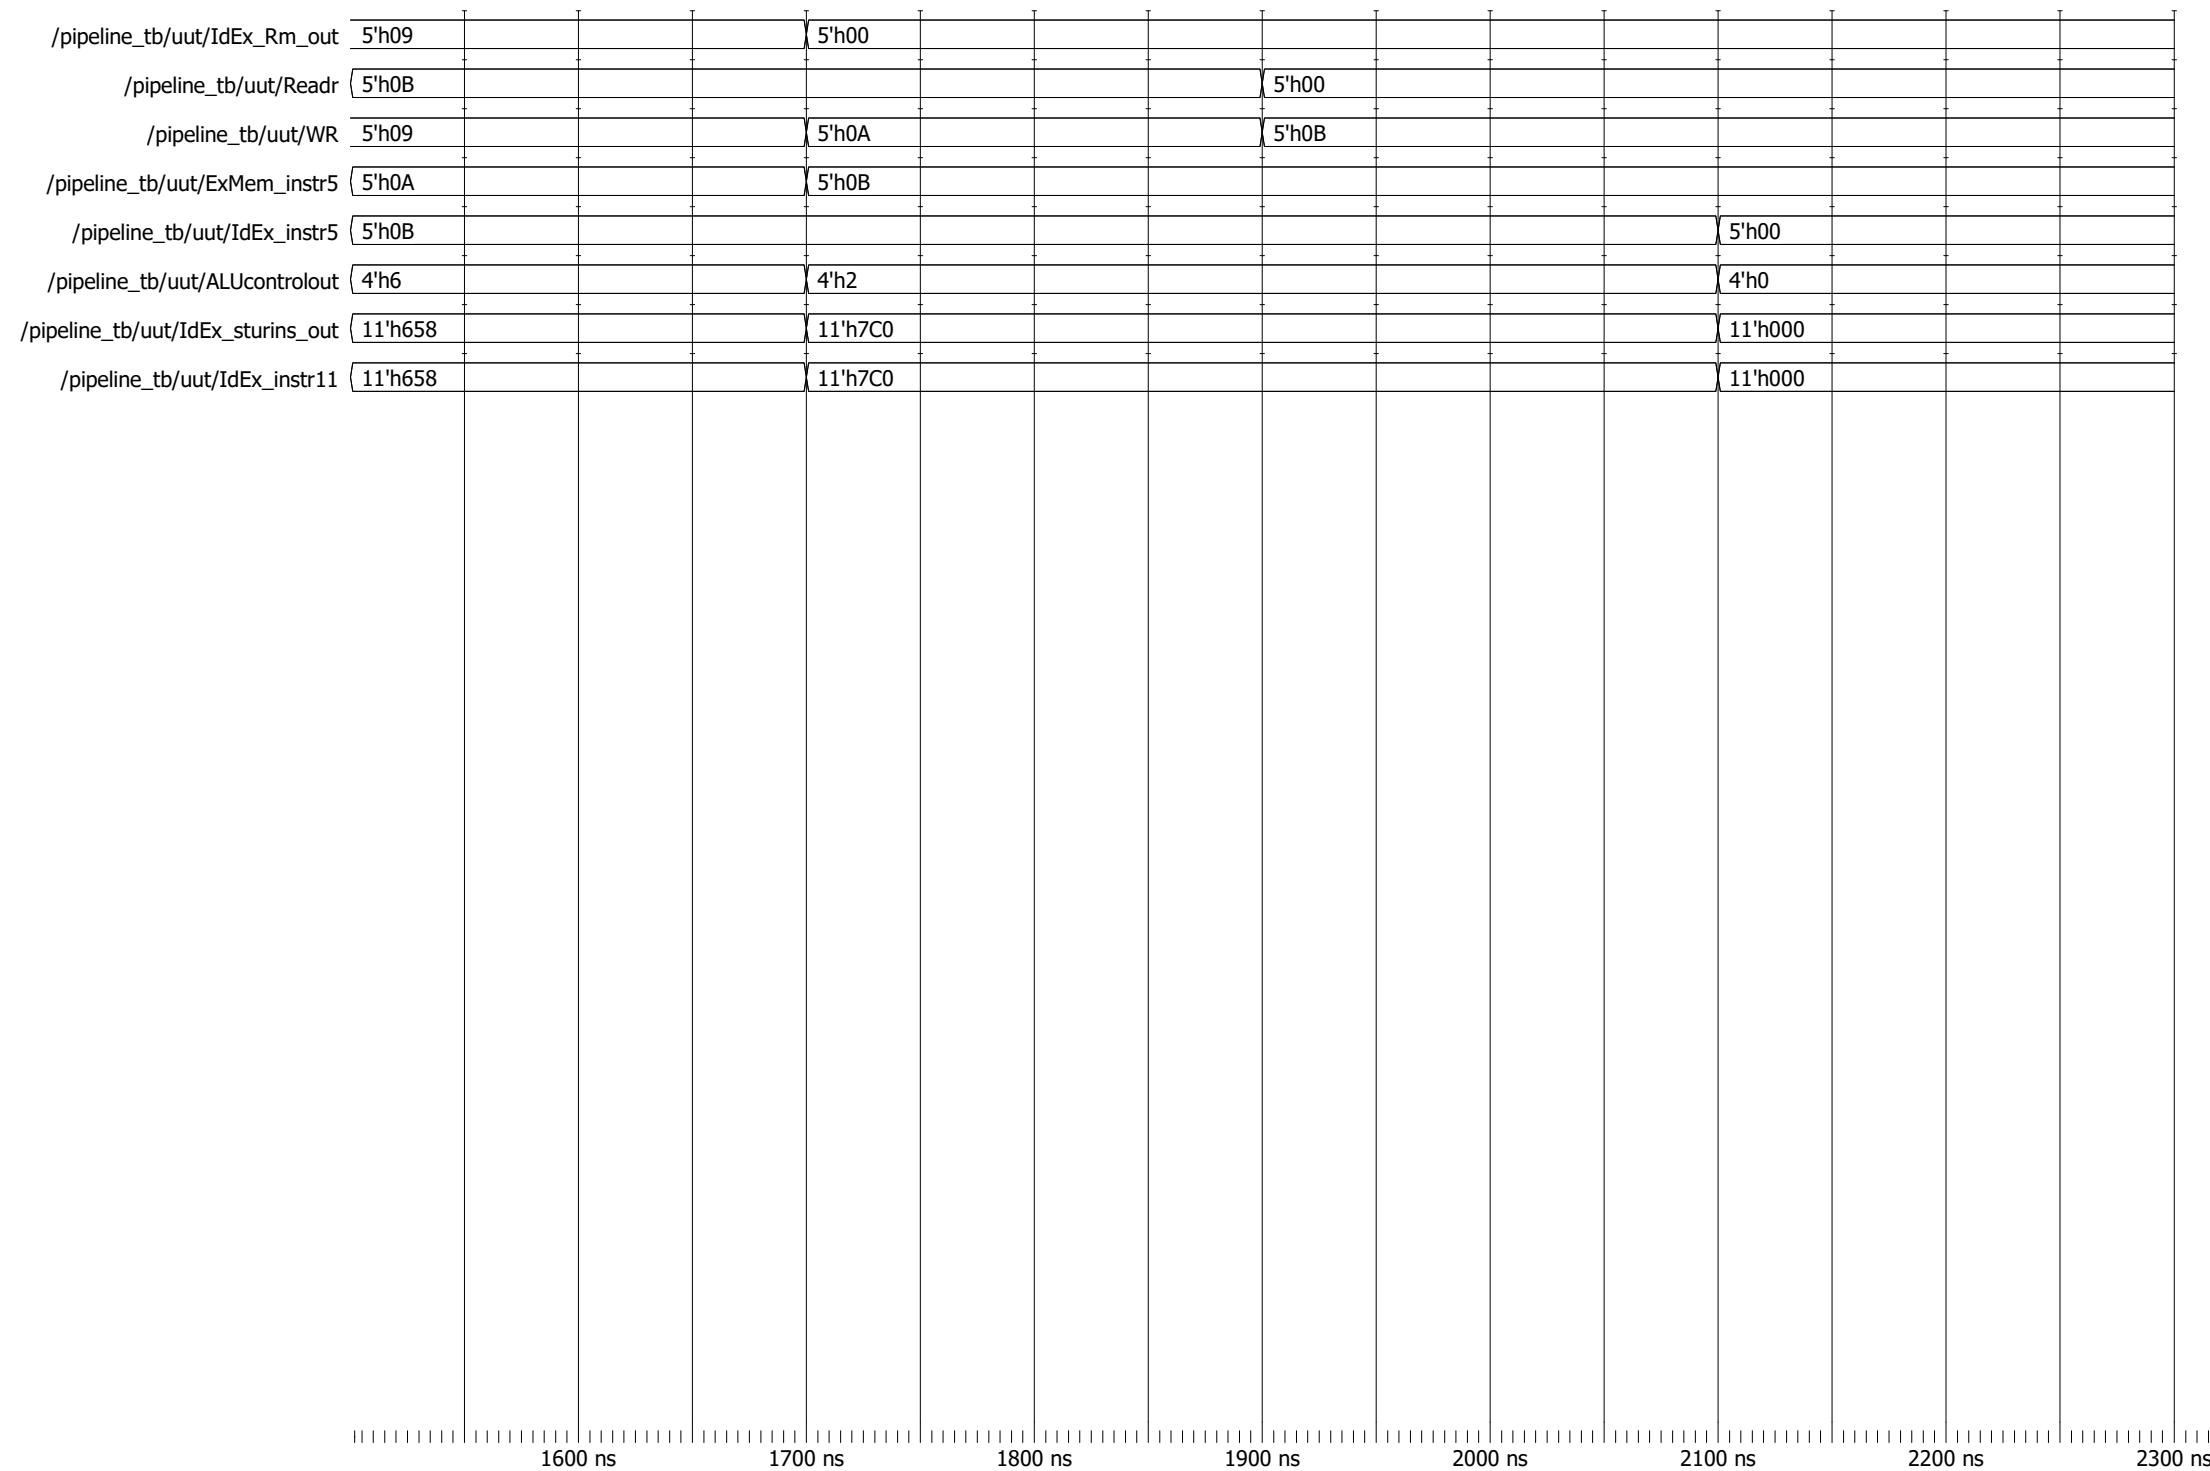 /pipeline_tb/uut/IdEx_Rm_out 5'h09 5'h00
/pipeline_tb/uut/Readr 5'h0B 5'h00
/pipeline_tb/uut/WR 5'h09 5'h0A 5'h0B
/pipeline_tb/uut/ExMem_instr5 5'h0A 5'h0B
/pipeline_tb/uut/IdEx_instr5 5'h0B 5'h00
/pipeline_tb/uut/ALUcontrolout 4'h6 4'h2 4'h0
/pipeline_tb/uut/IdEx_sturins_out 11'h658 11'h7C0 11'h000
/pipeline_tb/uut/IdEx_instr11 11'h658 11'h7C0 11'h000
1600 ns 1700 ns 1800 ns 1900 ns 2000 ns 2100 ns 2200 ns 2300 ns